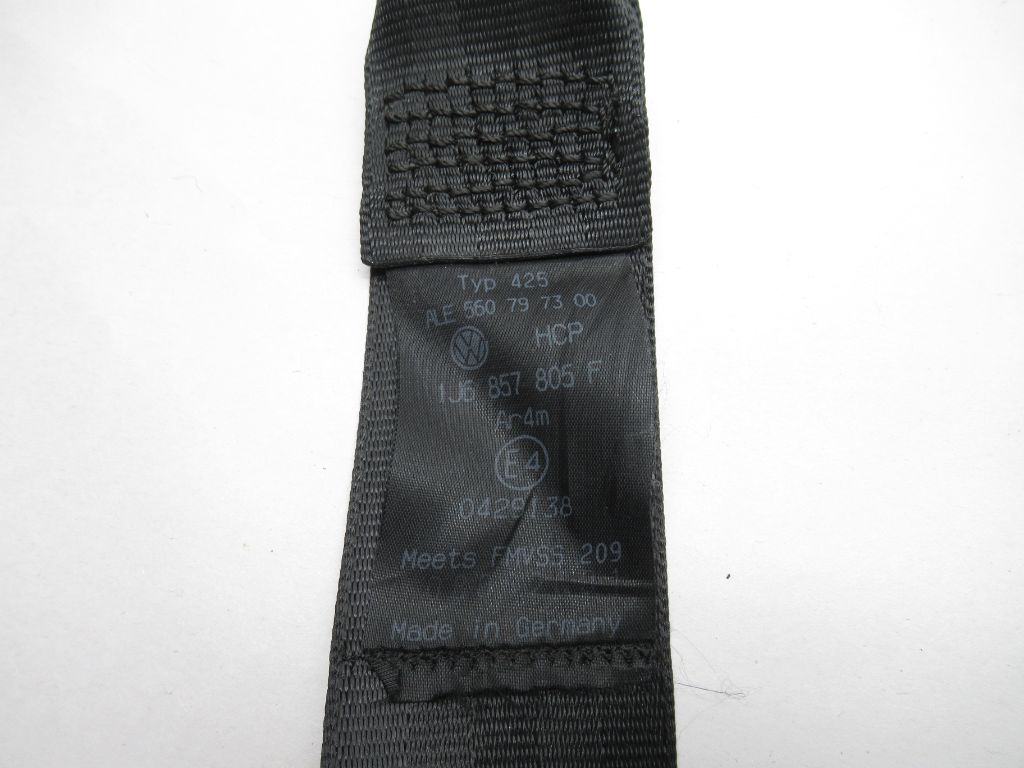 Typ 425
ALE 560 79 73 00
HCP
1J6 857 805 F
Ar4m
E4
0429138
Meets FMVSS 209
Made in Germany